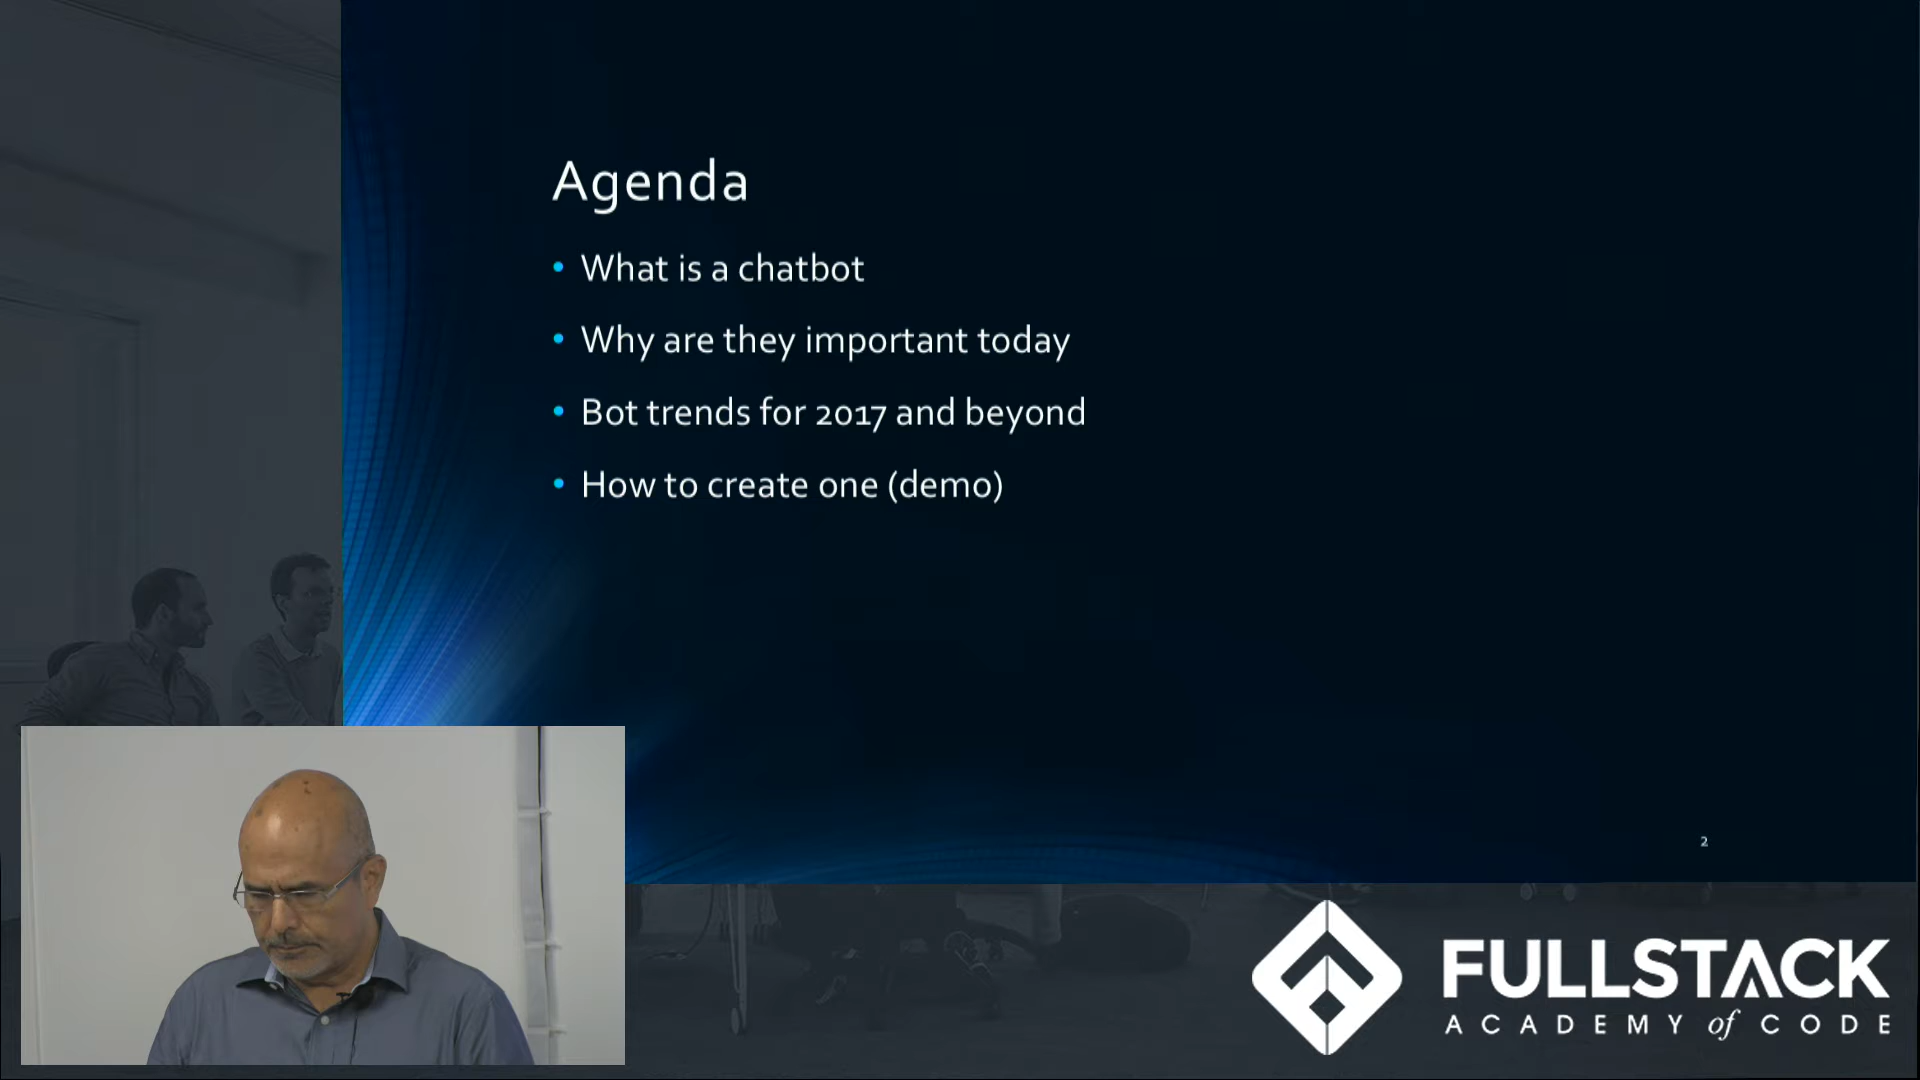 Agenda
• What is a chatbot
• Why are they important today
• Bot trends for 2017 and beyond
• How to create one (demo)
2
FULLSTACK
ACADEMY of CODE